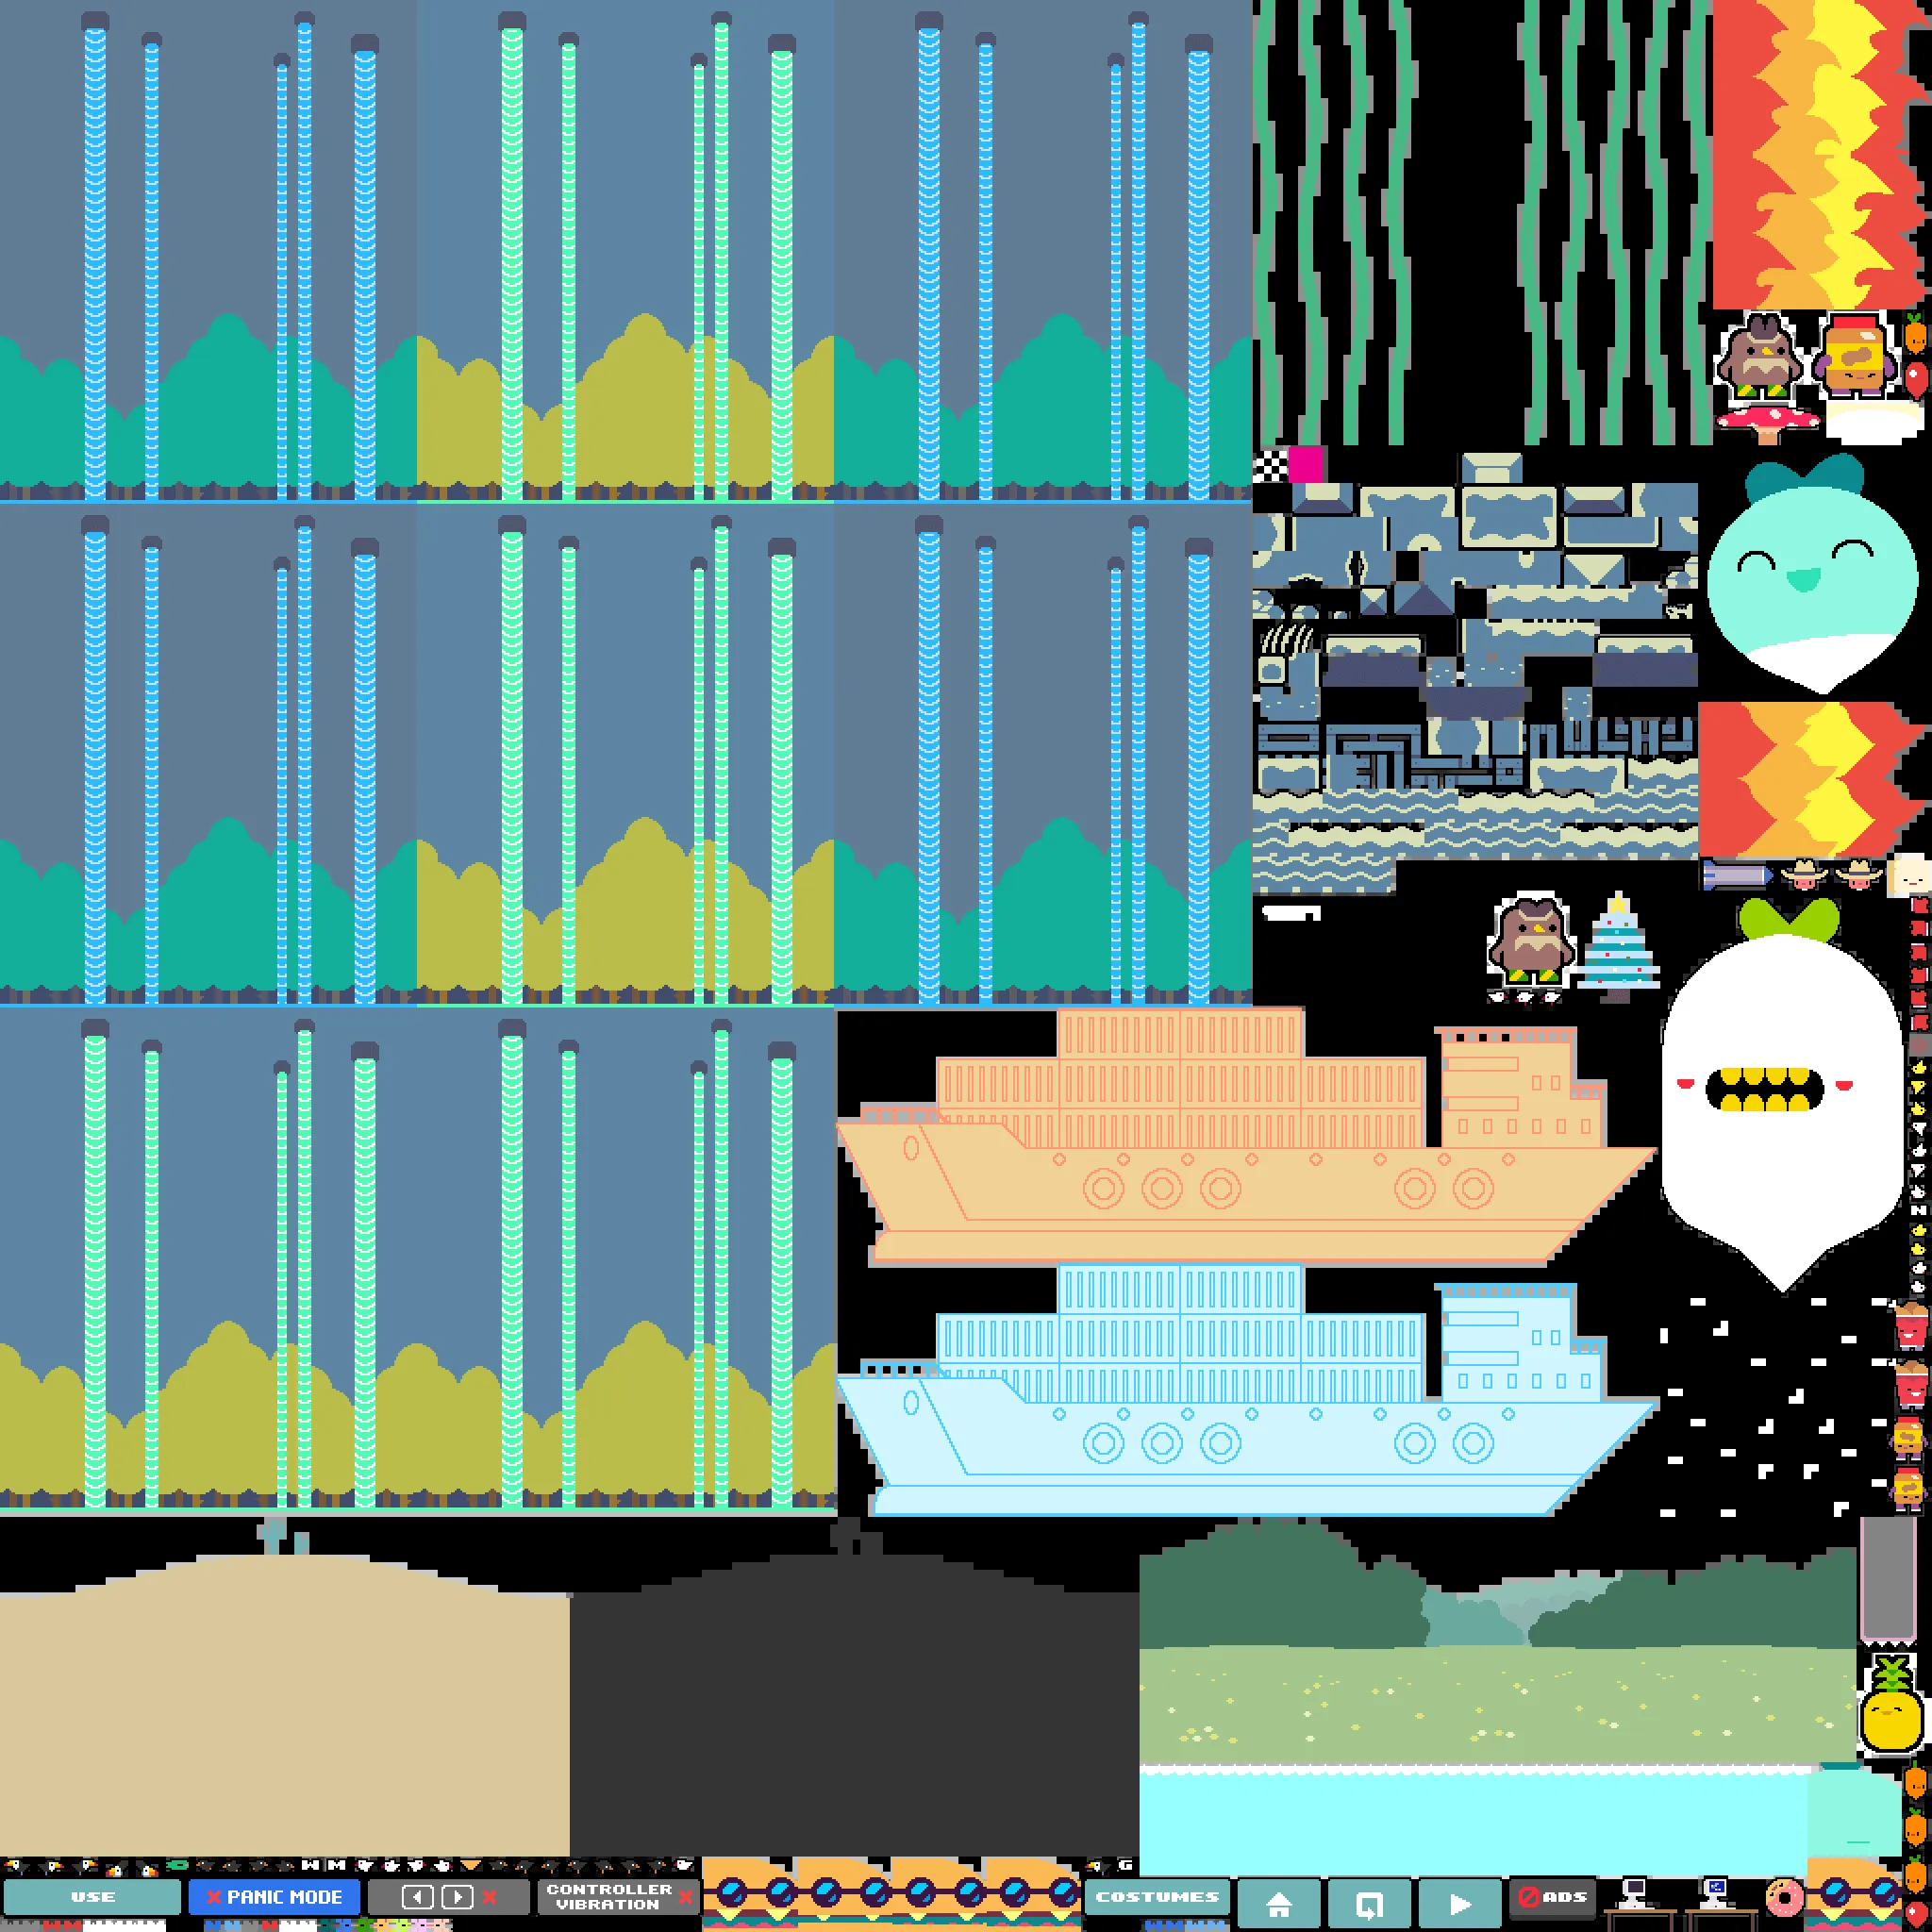 USE
PANIC MODE
CONTROLLER
VIBRATION
COSTUMES
ADS